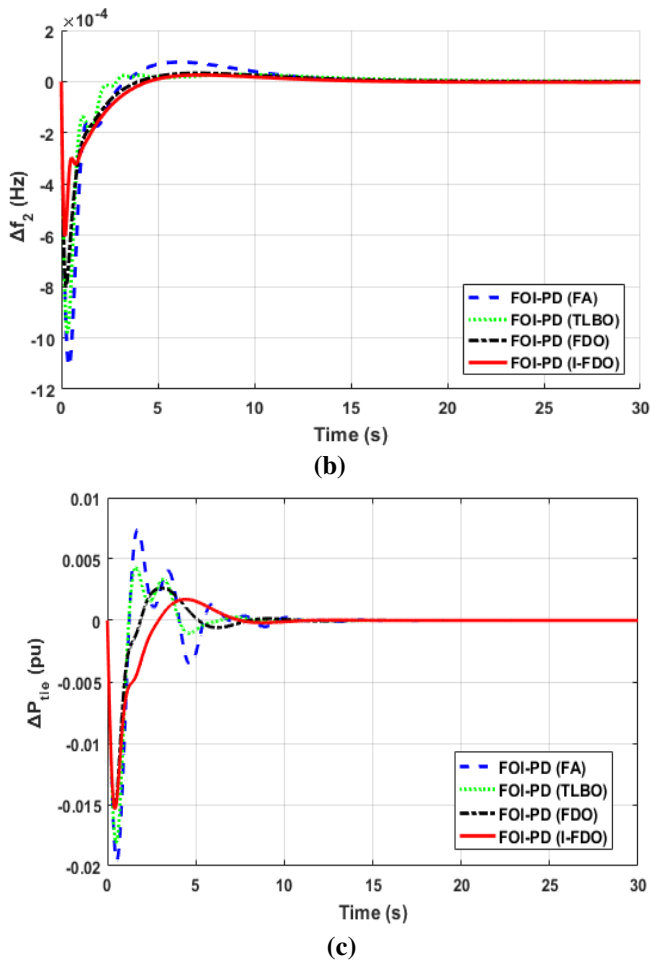 ×10-4
2
0
-2
-4
-6
-8
-10
-12
Δf2 (Hz)
FOI-PD (FA)
FOI-PD (TLBO)
FOI-PD (FDO)
FOI-PD (I-FDO)
0 5 10 15 20 25 30
Time (s)
(b)
0.01
0.005
0
-0.005
-0.01
-0.015
-0.02
ΔPtie (pu)
FOI-PD (FA)
FOI-PD (TLBO)
FOI-PD (FDO)
FOI-PD (I-FDO)
0 5 10 15 20 25 30
Time (s)
(c)